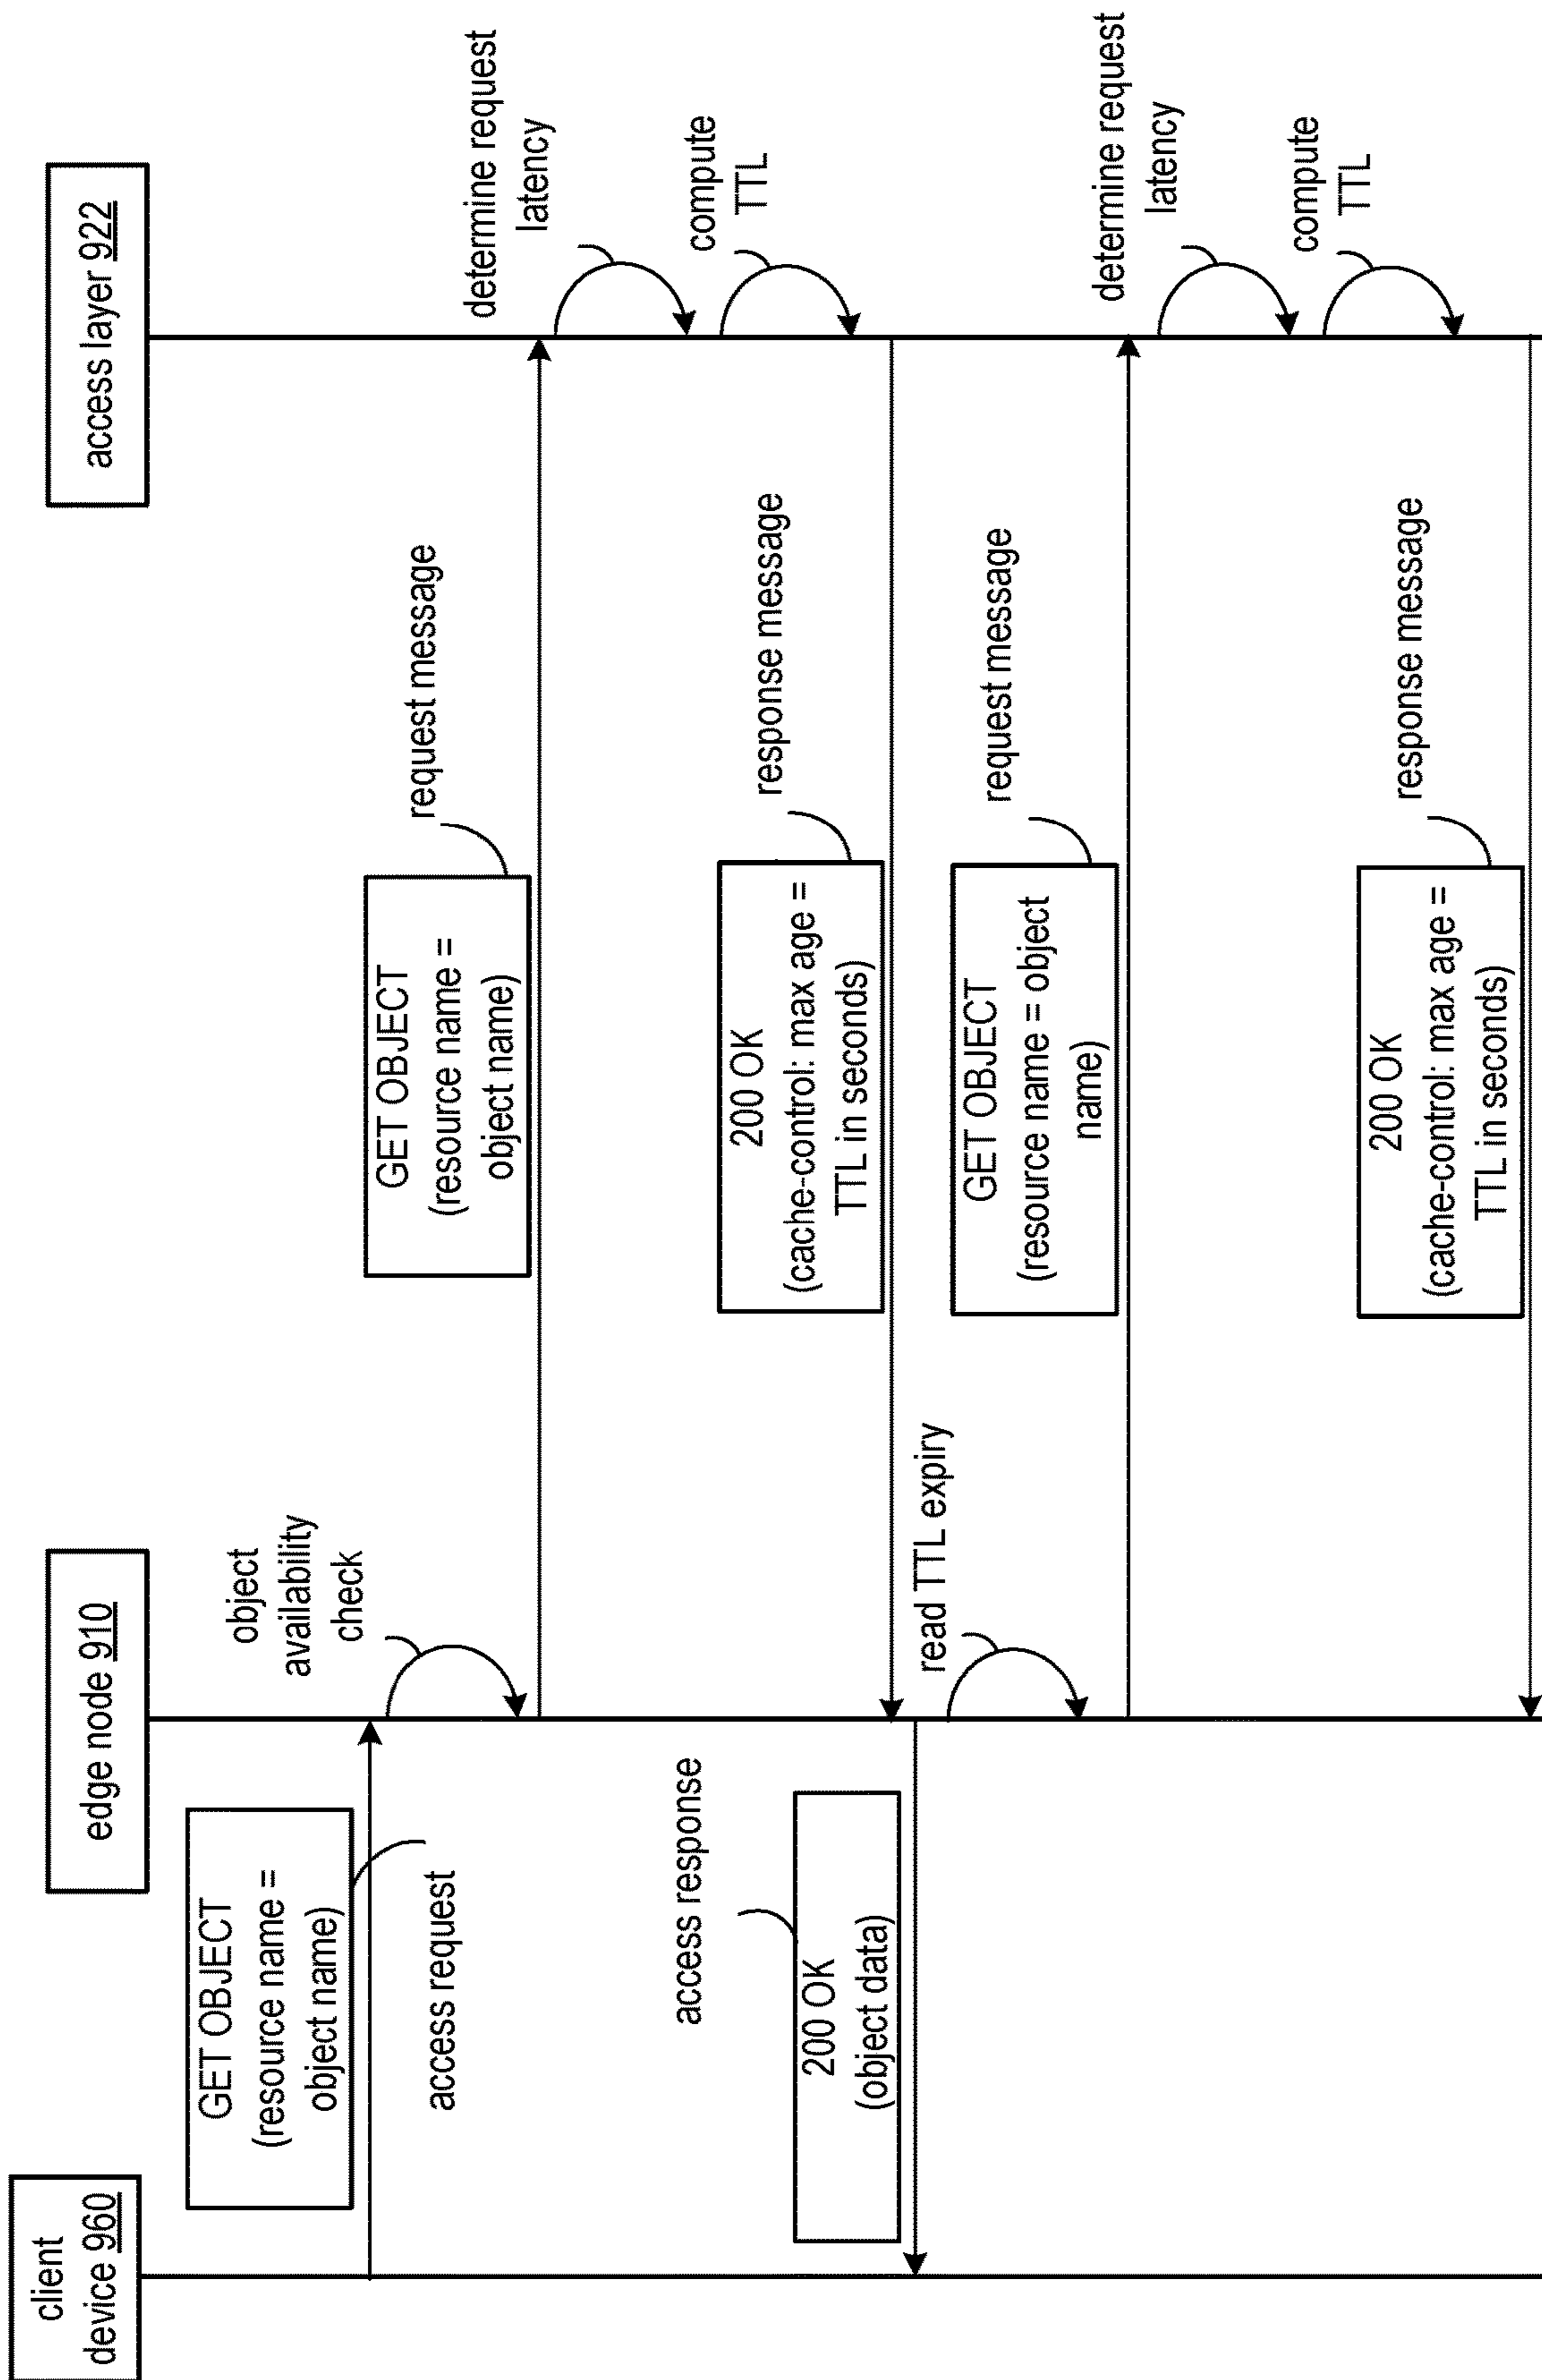 client
device 960
edge node 910
access layer 922
GET OBJECT
(resource name =
object name)
access request
object
availability
check
GET OBJECT
(resource name =
object name)
request message
determine request
latency
compute
TTL
200 OK
(cache-control: max age =
TTL in seconds)
response message
access response
200 OK
(object data)
read TTL expiry
GET OBJECT
(resource name = object
name)
request message
determine request
latency
compute
TTL
200 OK
(cache-control: max age =
TTL in seconds)
response message